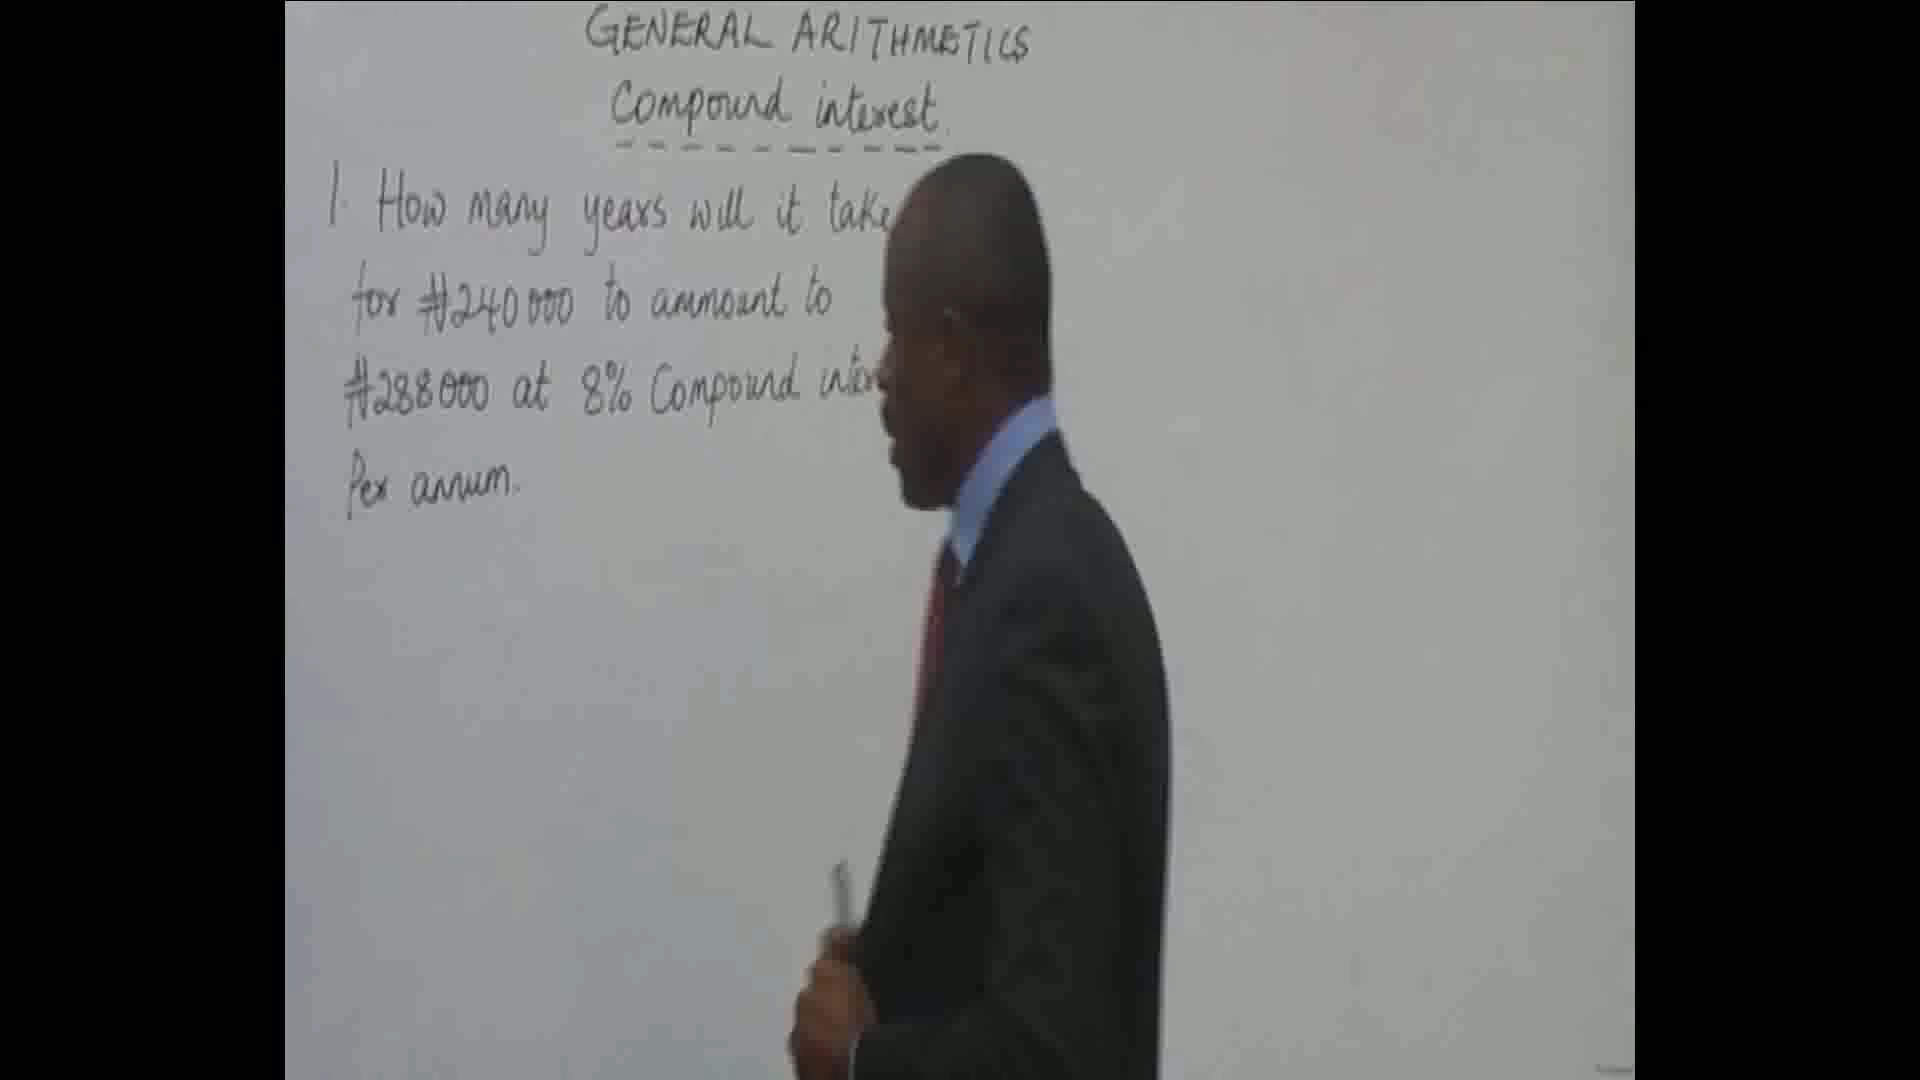 GENERAL ARITHMETICS
Compound interest
1. How many years will it take
for ₦240000 to ammount to
₦288000 at 8% Compound
Per annum.